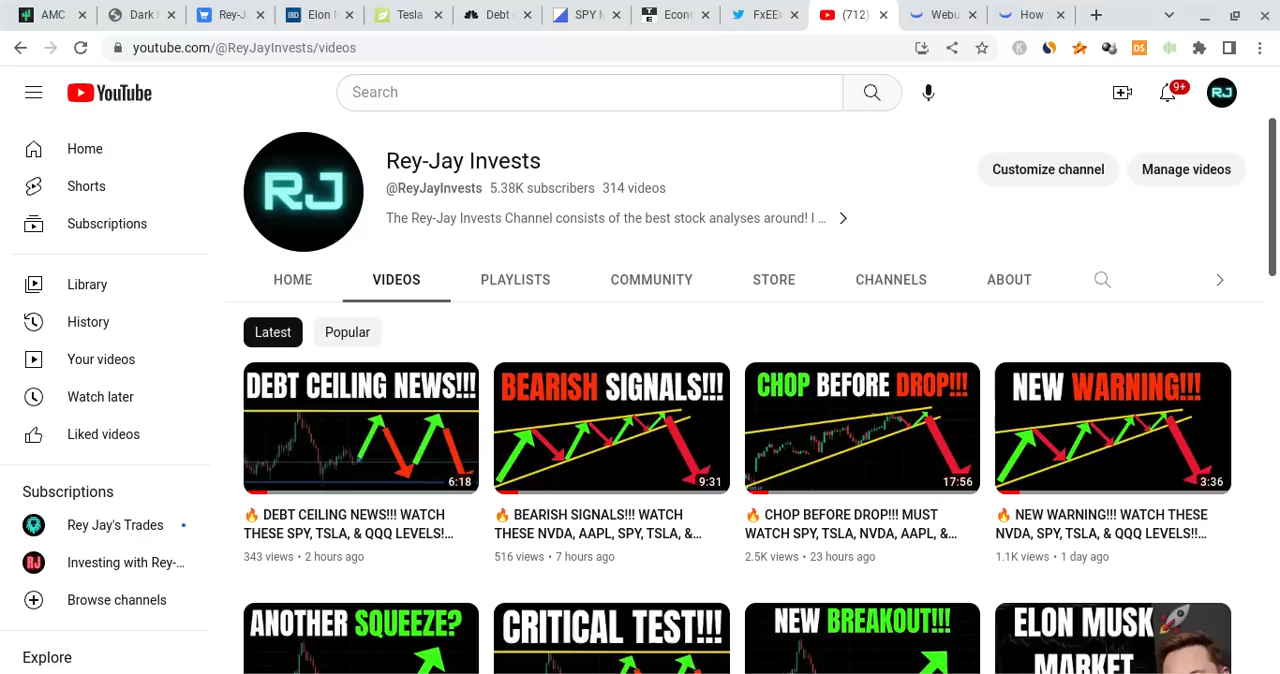 AMC
Dark
Rey-J
IBD
Elon
Tesla
Debt
SPY
TE
Econ
FxEE
(712)
Webu
How
youtube.com/@ReyJayInvests/videos
K
DS
YouTube
Search
9+
RJ
Home
Shorts
Subscriptions
Library
History
Your videos
Watch later
Liked videos
Subscriptions
Rey Jay's Trades
RJ
Investing with Rey-...
Browse channels
Explore
RJ
Rey-Jay Invests
@ReyJayInvests 5.38K subscribers 314 videos
The Rey-Jay Invests Channel consists of the best stock analyses around! I ...
Customize channel
Manage videos
HOME
VIDEOS
PLAYLISTS
COMMUNITY
STORE
CHANNELS
ABOUT
Latest
Popular
DEBT CEILING NEWS!!!
6:18
🔥 DEBT CEILING NEWS!!! WATCH
THESE SPY, TSLA, & QQQ LEVELS!...
343 views • 2 hours ago
BEARISH SIGNALS!!!
9:31
🔥 BEARISH SIGNALS!!! WATCH
THESE NVDA, AAPL, SPY, TSLA, &...
516 views • 7 hours ago
CHOP BEFORE DROP!!!
17:56
🔥 CHOP BEFORE DROP!!! MUST
WATCH SPY, TSLA, NVDA, AAPL, &...
2.5K views • 23 hours ago
NEW WARNING!!!
3:36
🔥 NEW WARNING!!! WATCH THESE
NVDA, SPY, TSLA, & QQQ LEVELS!!...
1.1K views • 1 day ago
ANOTHER SQUEEZE?
CRITICAL TEST!!!
NEW BREAKOUT!!!
ELON MUSK 🚀
MARKET